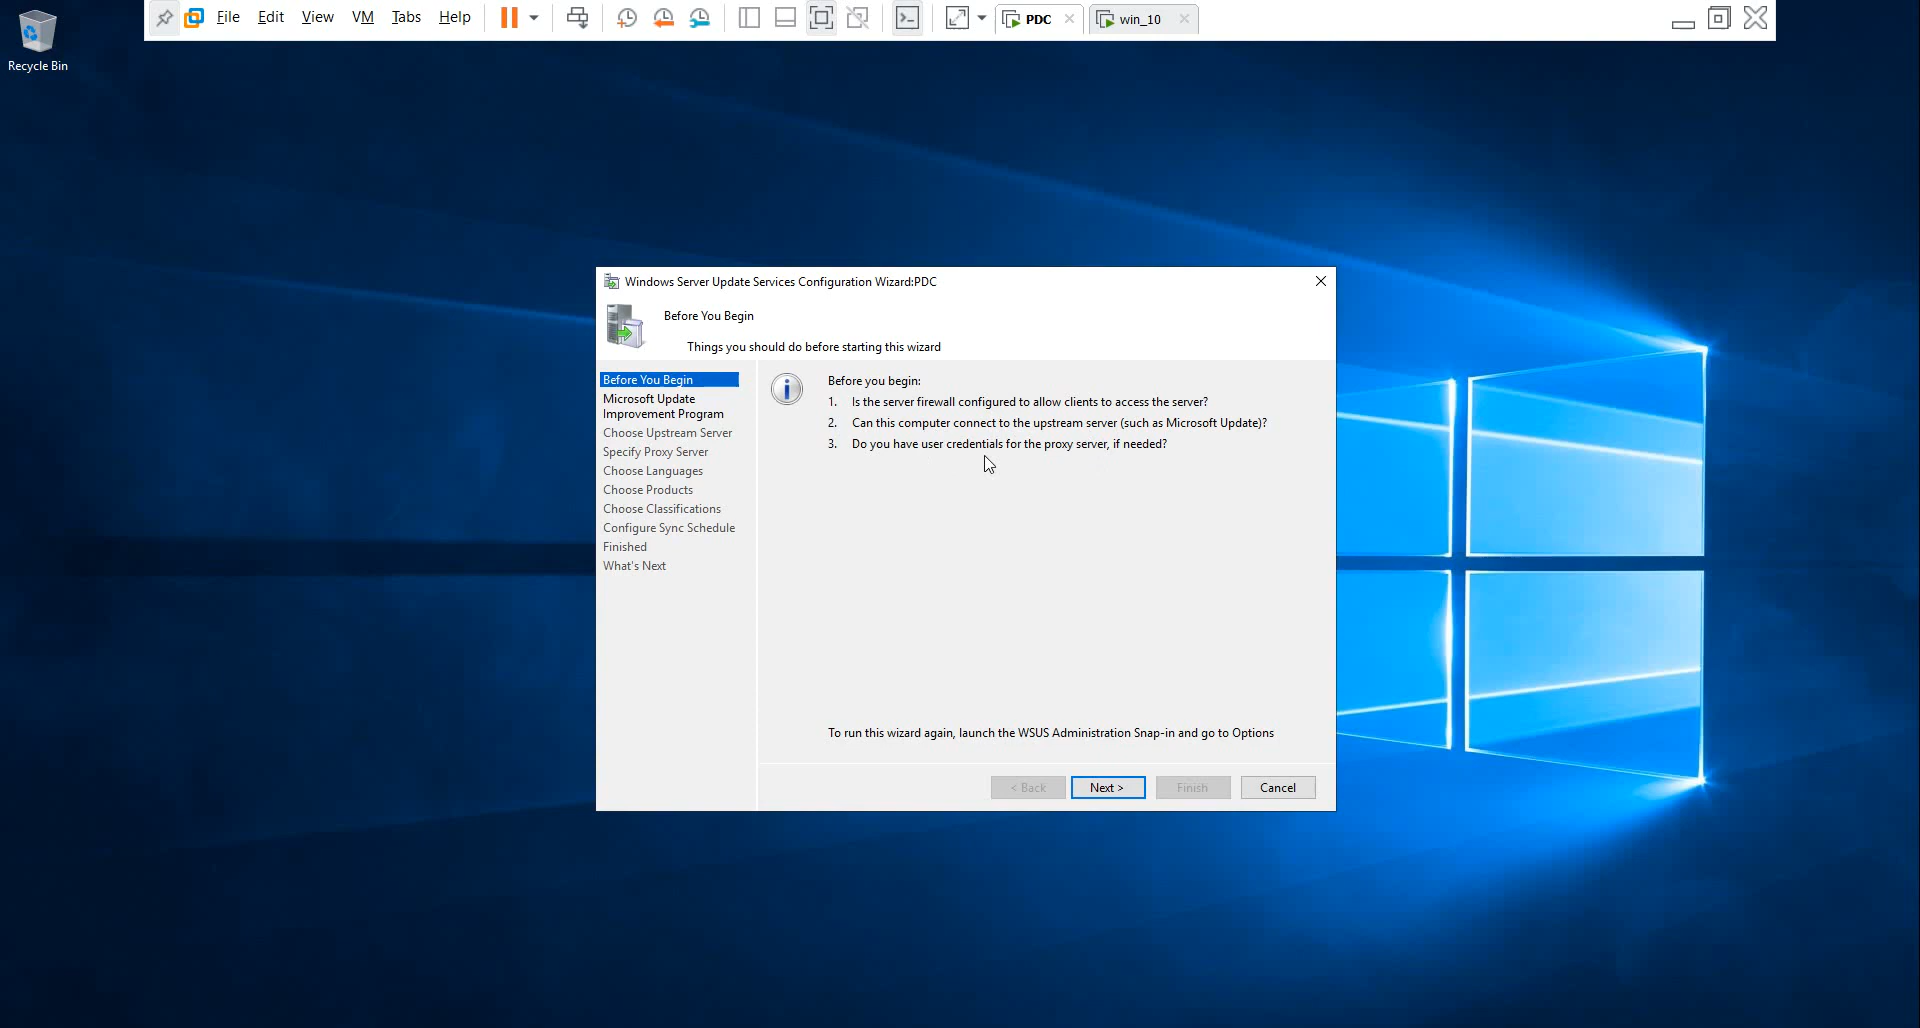 File Edit View VM Tabs Help PDC win_10
Recycle Bin
Windows Server Update Services Configuration Wizard:PDC
Before You Begin
Things you should do before starting this wizard
Before You Begin
Microsoft Update
Improvement Program
Choose Upstream Server
Specify Proxy Server
Choose Languages
Choose Products
Choose Classifications
Configure Sync Schedule
Finished
What's Next
Before you begin:
1. Is the server firewall configured to allow clients to access the server?
2. Can this computer connect to the upstream server (such as Microsoft Update)?
3. Do you have user credentials for the proxy server, if needed?
To run this wizard again, launch the WSUS Administration Snap-in and go to Options
< Back Next > Finish Cancel